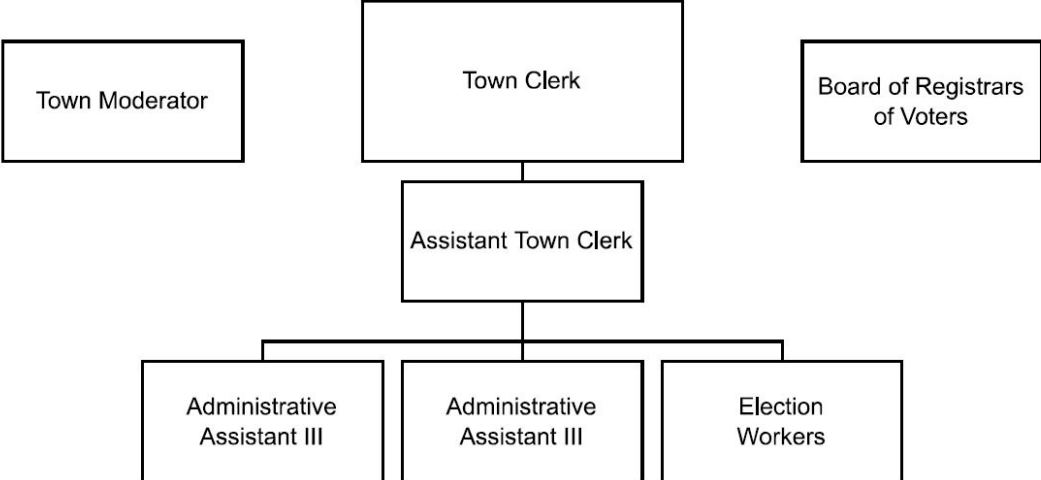 Town Moderator
Town Clerk
Board of Registrars
of Voters
Assistant Town Clerk
Administrative
Assistant III
Administrative
Assistant III
Election
Workers